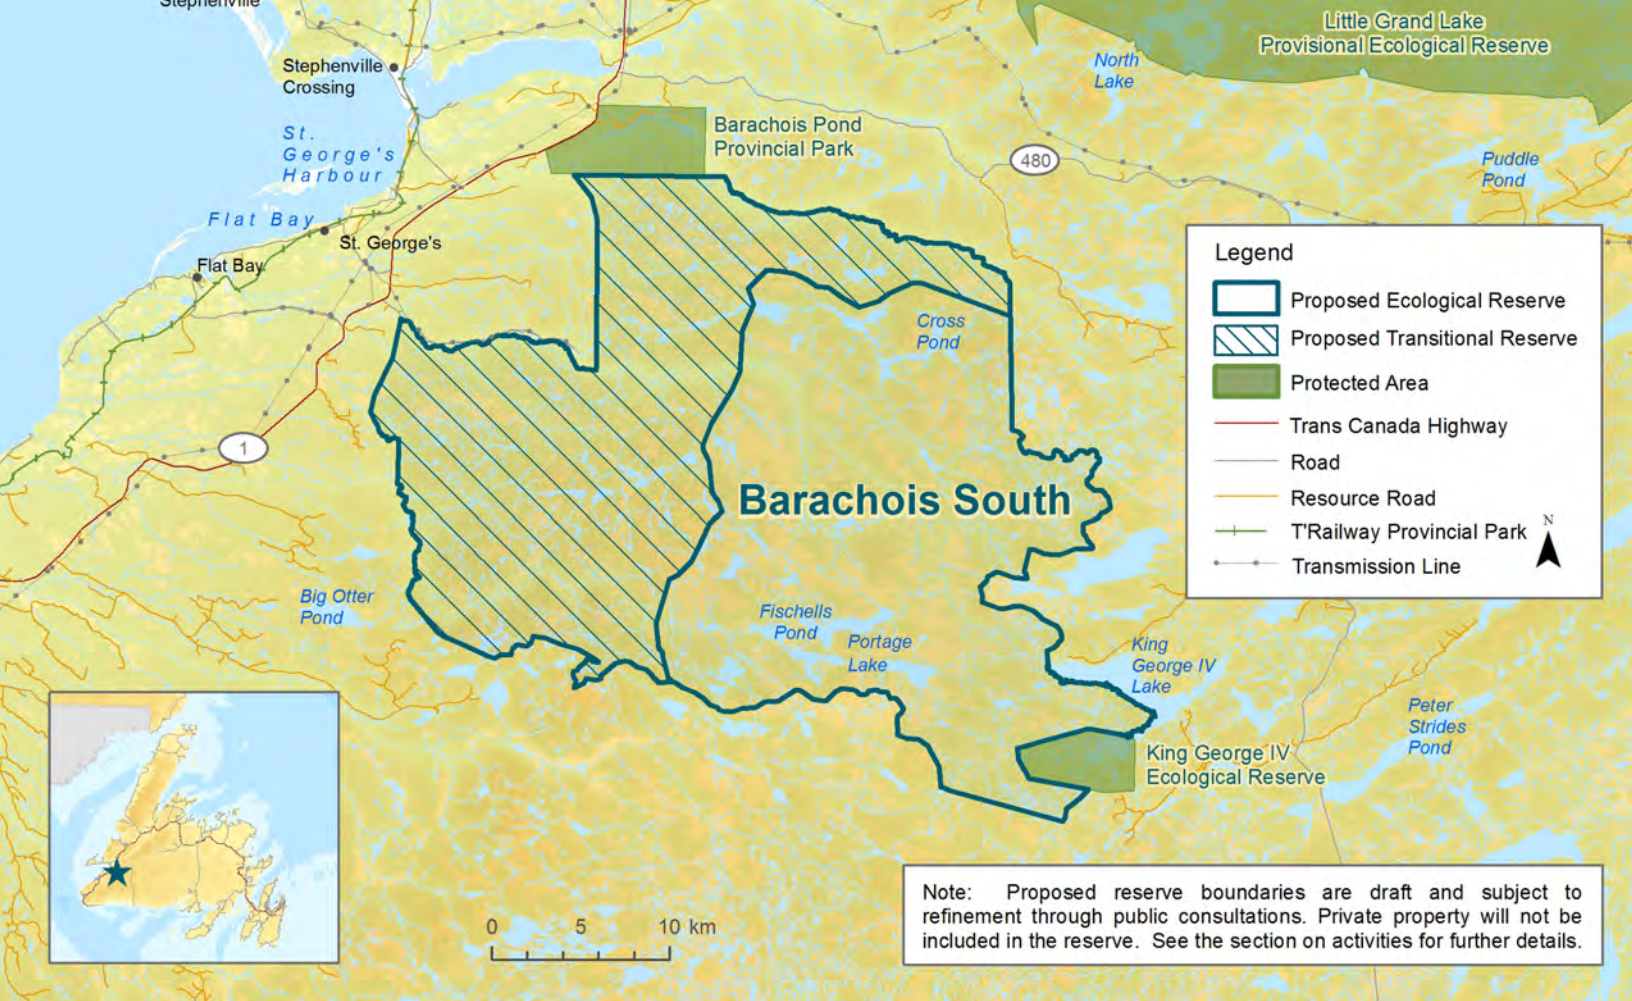 Stephenville
Little Grand Lake
Provisional Ecological Reserve
North
Lake
Stephenville
Crossing
Barachois Pond
Provincial Park
St.
George's
Harbour
480
Puddle
Pond
Flat Bay
St. George's
Flat Bay
Legend
Proposed Ecological Reserve
Proposed Transitional Reserve
Protected Area
Trans Canada Highway
Road
Resource Road
T'Railway Provincial Park
Transmission Line
N
Cross
Pond
1
Barachois South
Big Otter
Pond
Fischells
Pond
Portage
Lake
King
George IV
Lake
Peter
Strides
Pond
King George IV
Ecological Reserve
0 5 10 km
Note: Proposed reserve boundaries are draft and subject to
refinement through public consultations. Private property will not be
included in the reserve. See the section on activities for further details.